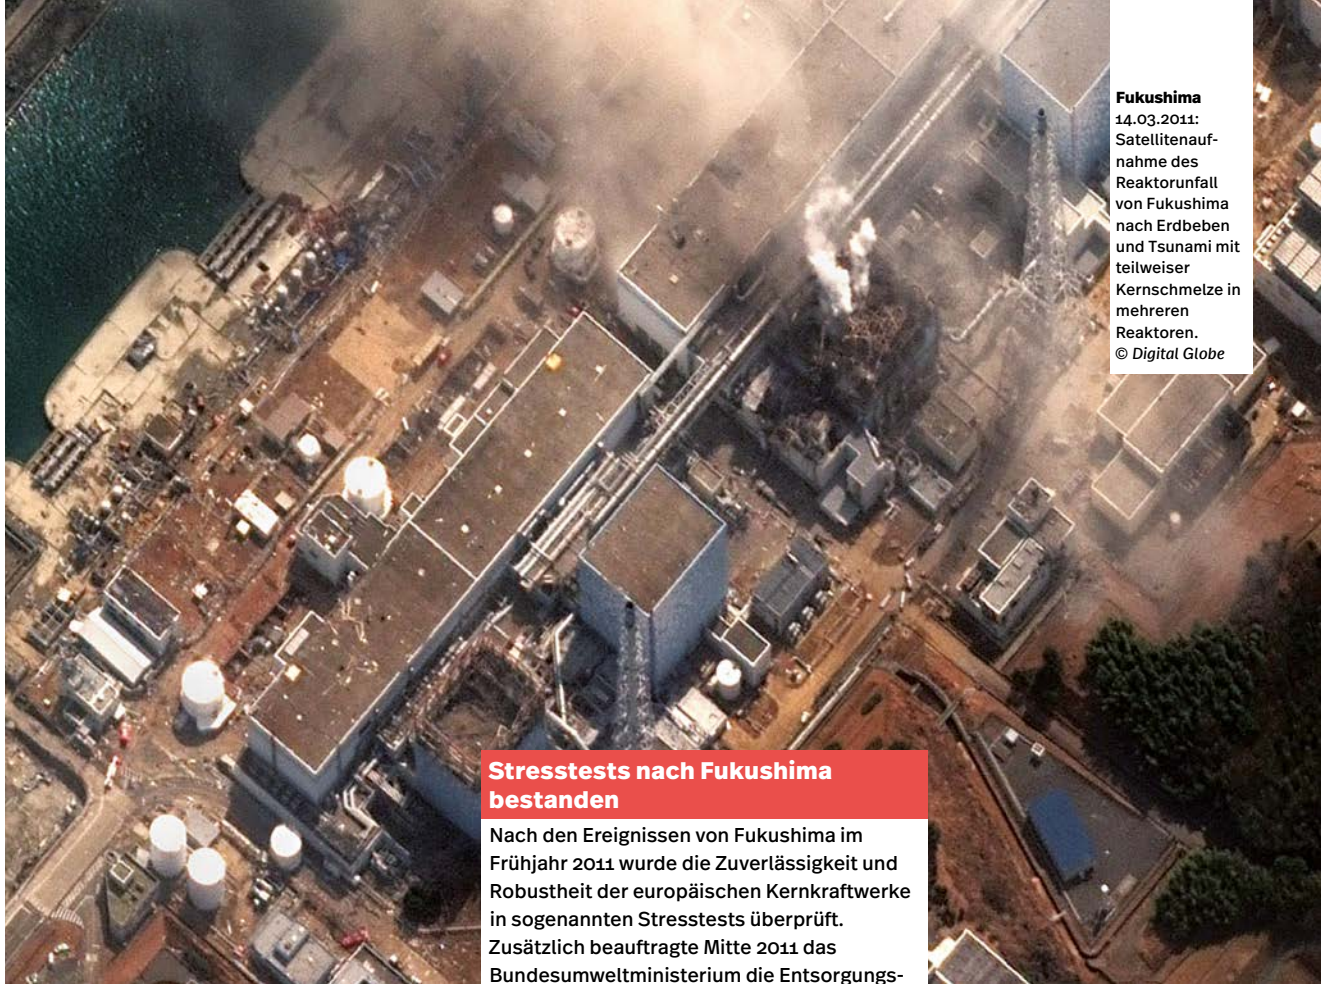 Fukushima
14.03.2011:
Satellitenauf-
nahme des
Reaktorunfall
von Fukushima
nach Erdbeben
und Tsunami mit
teilweiser
Kernschmelze in
mehreren
Reaktoren.
© Digital Globe
Stresstests nach Fukushima
bestanden
Nach den Ereignissen von Fukushima im
Frühjahr 2011 wurde die Zuverlässigkeit und
Robustheit der europäischen Kernkraftwerke
in sogenannten Stresstests überprüft.
Zusätzlich beauftragte Mitte 2011 das
Bundesumweltministerium die Entsorgungs-